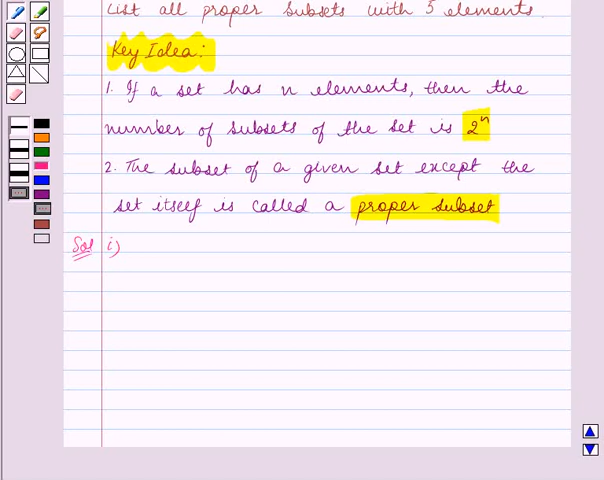 List all proper subsets with 5 elements.
Key Idea:
1. If a set has n elements, then the
number of subsets of the set is 2ⁿ
2. The subset of a given set except the
set itself is called a proper subset
Sol i)